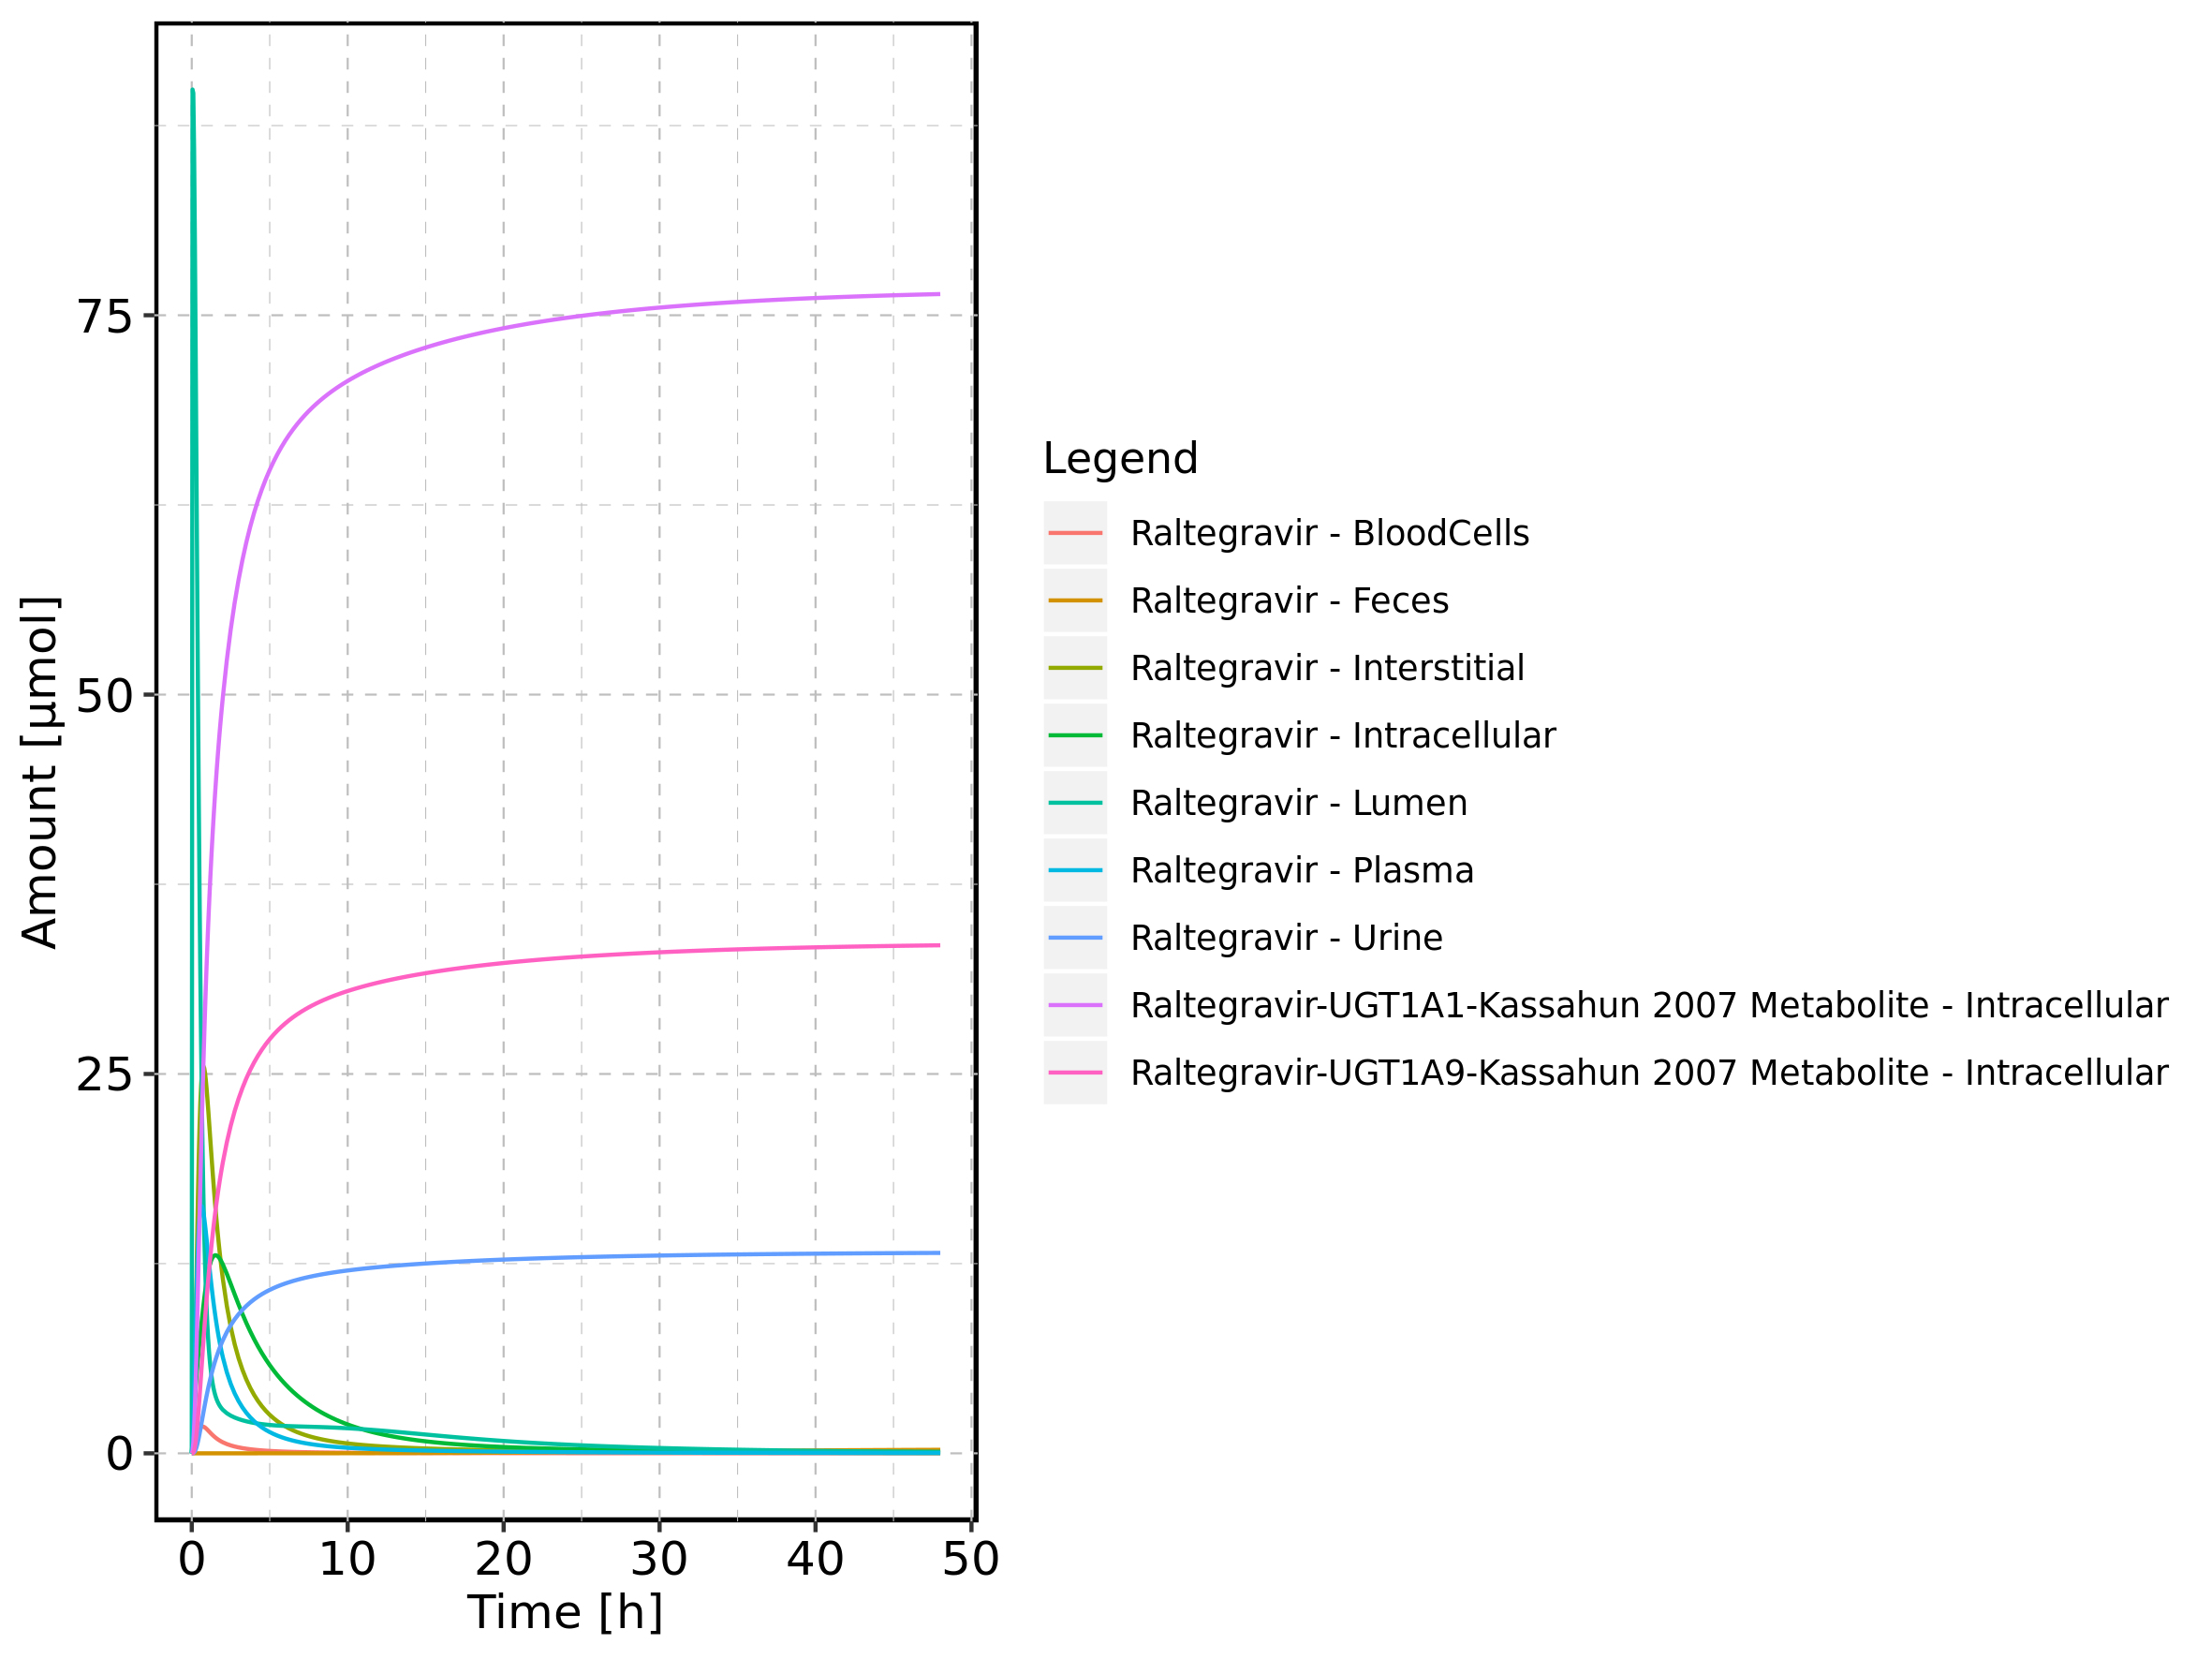 75
50
25
0
Amount [µmol]
0 10 20 30 40 50
Time [h]
Legend
Raltegravir - BloodCells
Raltegravir - Feces
Raltegravir - Interstitial
Raltegravir - Intracellular
Raltegravir - Lumen
Raltegravir - Plasma
Raltegravir - Urine
Raltegravir-UGT1A1-Kassahun 2007 Metabolite - Intracellular
Raltegravir-UGT1A9-Kassahun 2007 Metabolite - Intracellular